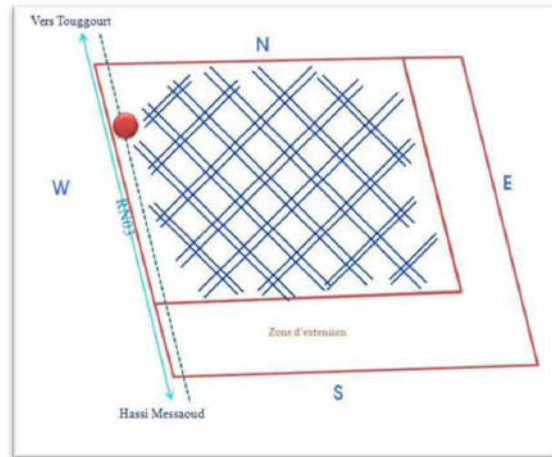 Vers Touggourt
N
W
E
RN03
Zone d'extension
S
Hassi Messaoud